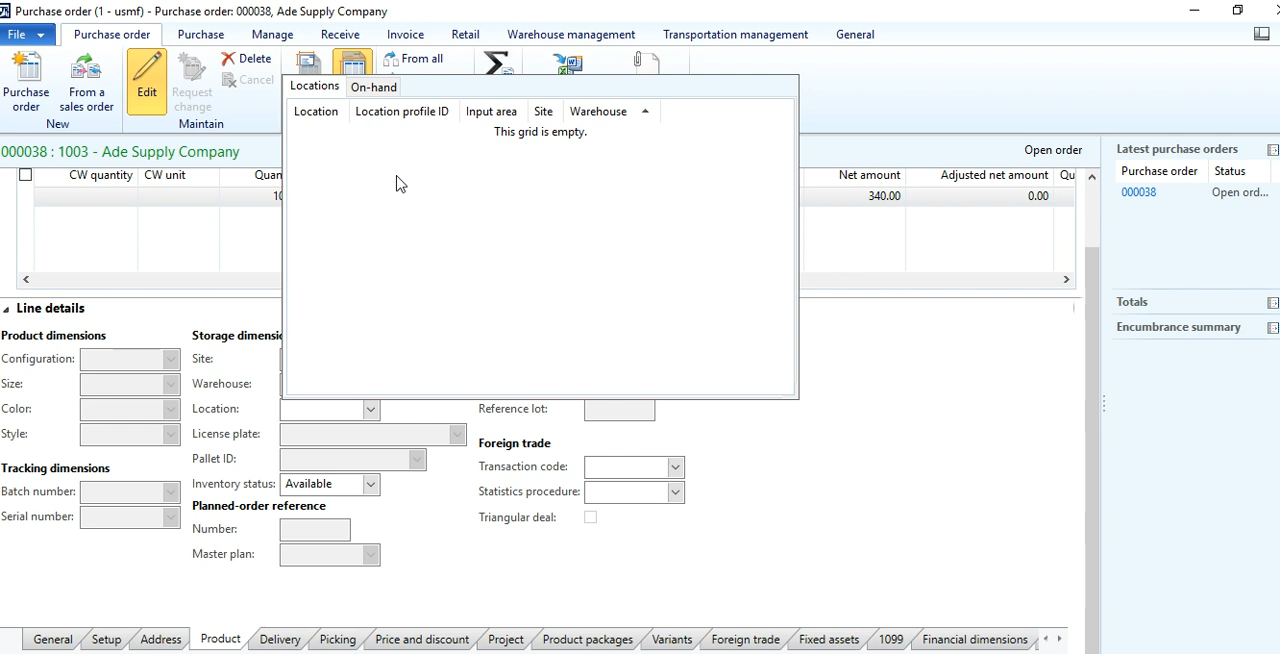 Purchase order (1 - usmf) - Purchase order: 000038, Ade Supply Company
File Purchase order Purchase Manage Receive Invoice Retail Warehouse management Transportation management General
Purchase order
From a sales order
Edit
Request change
Delete
Cancel
From all
New
Maintain
Locations On-hand
Location Location profile ID Input area Site Warehouse
This grid is empty.
000038 : 1003 - Ade Supply Company
Open order
CW quantity CW unit Quan Net amount Adjusted net amount Qu
10 340.00 0.00
Latest purchase orders
Purchase order Status
000038 Open ord...
Totals
Encumbrance summary
Line details
Product dimensions
Configuration:
Size:
Color:
Style:
Tracking dimensions
Batch number:
Serial number:
Storage dimensi
Site:
Warehouse:
Location:
License plate:
Pallet ID:
Inventory status: Available
Planned-order reference
Number:
Master plan:
Reference lot:
Foreign trade
Transaction code:
Statistics procedure:
Triangular deal:
General Setup Address Product Delivery Picking Price and discount Project Product packages Variants Foreign trade Fixed assets 1099 Financial dimensions